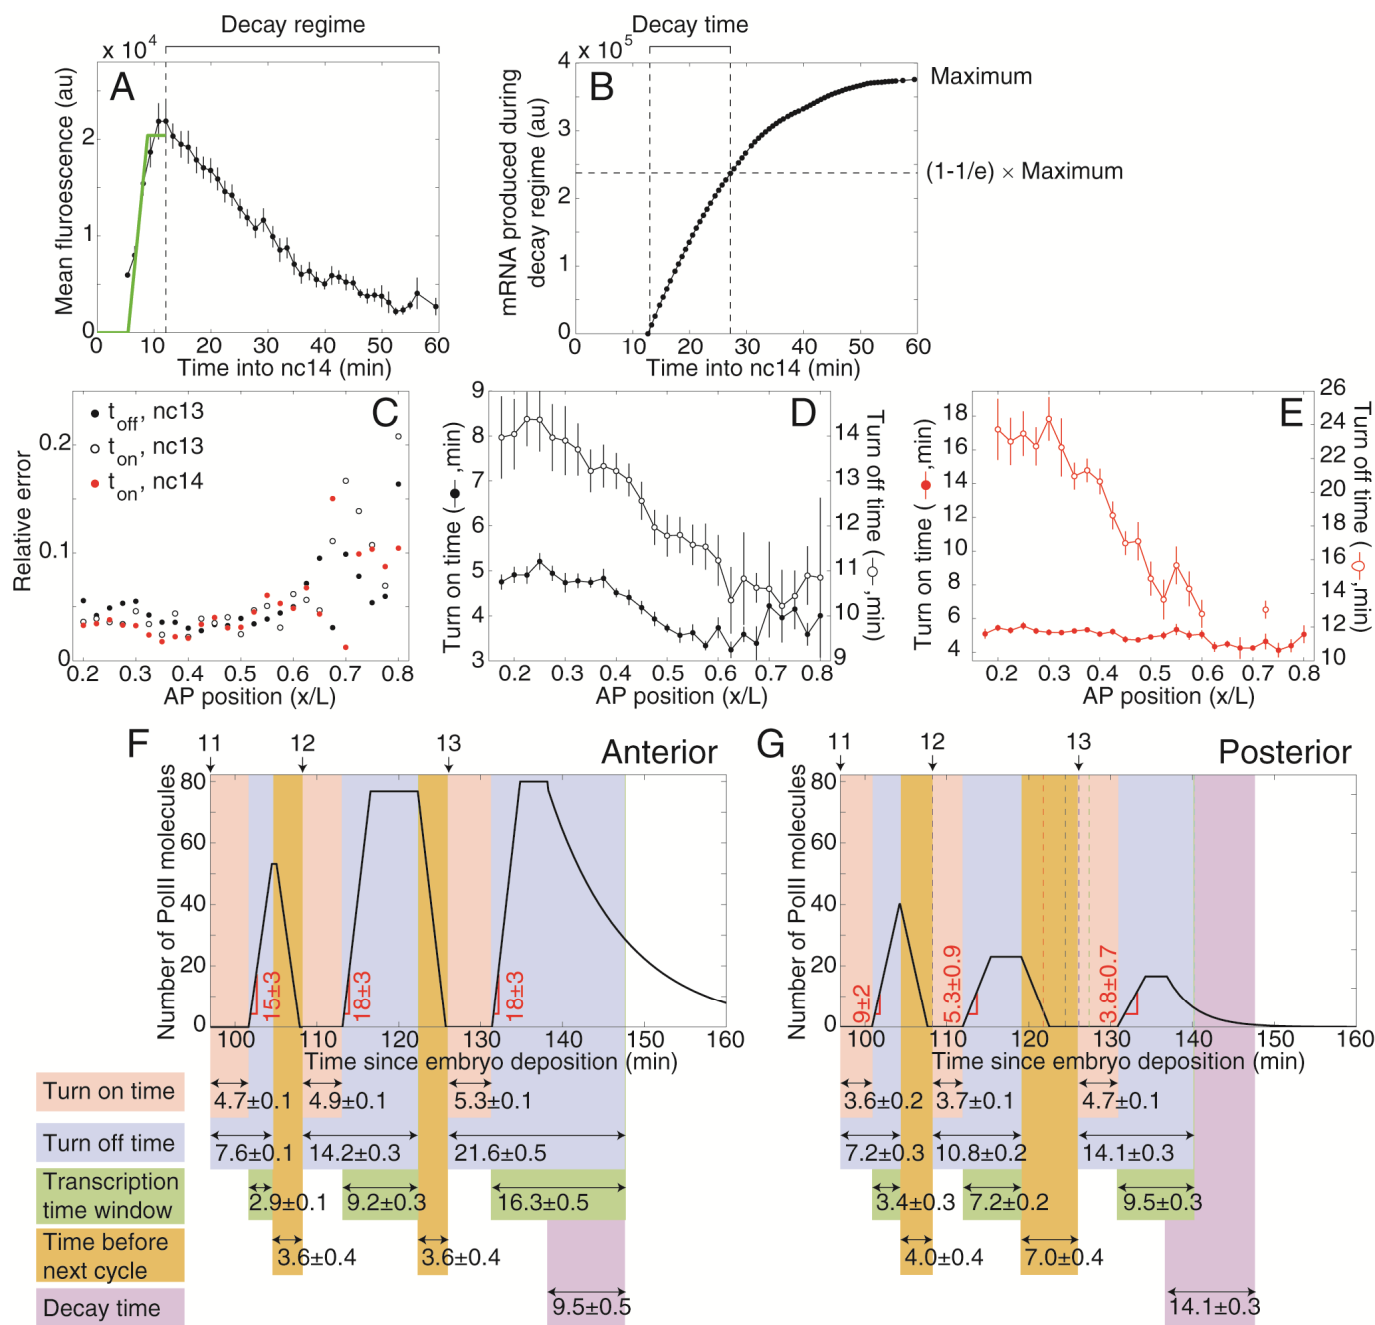 Decay regime
x 10⁴
A
Mean fluroescence (au)
2
1
0
0 10 20 30 40 50 60
Time into nc14 (min)
Decay time
x 10⁵
B
mRNA produced during
decay regime (au)
4
3
2
1
0
0 10 20 30 40 50 60
Time into nc14 (min)
Maximum
(1-1/e) × Maximum
C
t_off, nc13
t_on, nc13
t_on, nc14
Relative error
0.2
0.1
0
0.2 0.3 0.4 0.5 0.6 0.7 0.8
AP position (x/L)
D
Turn on time (,min)
9
8
7
6
5
4
3
Turn off time (,min)
14
13
12
11
10
9
0.2 0.3 0.4 0.5 0.6 0.7 0.8
AP position (x/L)
E
Turn on time (,min)
18
16
14
12
10
8
6
4
Turn off time (,min)
26
24
22
20
18
16
14
12
10
0.2 0.3 0.4 0.5 0.6 0.7 0.8
AP position (x/L)
F
11 12 13
Anterior
Number of PolII molecules
80
60
40
20
0
15±3
18±3
18±3
100 110 120 130 140 150 160
Time since embryo deposition (min)
G
11 12 13
Posterior
Number of PolII molecules
80
60
40
20
0
9±2
5.3±0.9
3.8±0.7
100 110 120 130 140 150 160
Time since embryo deposition (min)
Turn on time
4.7±0.1 4.9±0.1 5.3±0.1
3.6±0.2 3.7±0.1 4.7±0.1
Turn off time
7.6±0.1 14.2±0.3 21.6±0.5
7.2±0.3 10.8±0.2 14.1±0.3
Transcription
time window
2.9±0.1 9.2±0.3 16.3±0.5
3.4±0.3 7.2±0.2 9.5±0.3
Time before
next cycle
3.6±0.4 3.6±0.4
4.0±0.4 7.0±0.4
Decay time
9.5±0.5
14.1±0.3